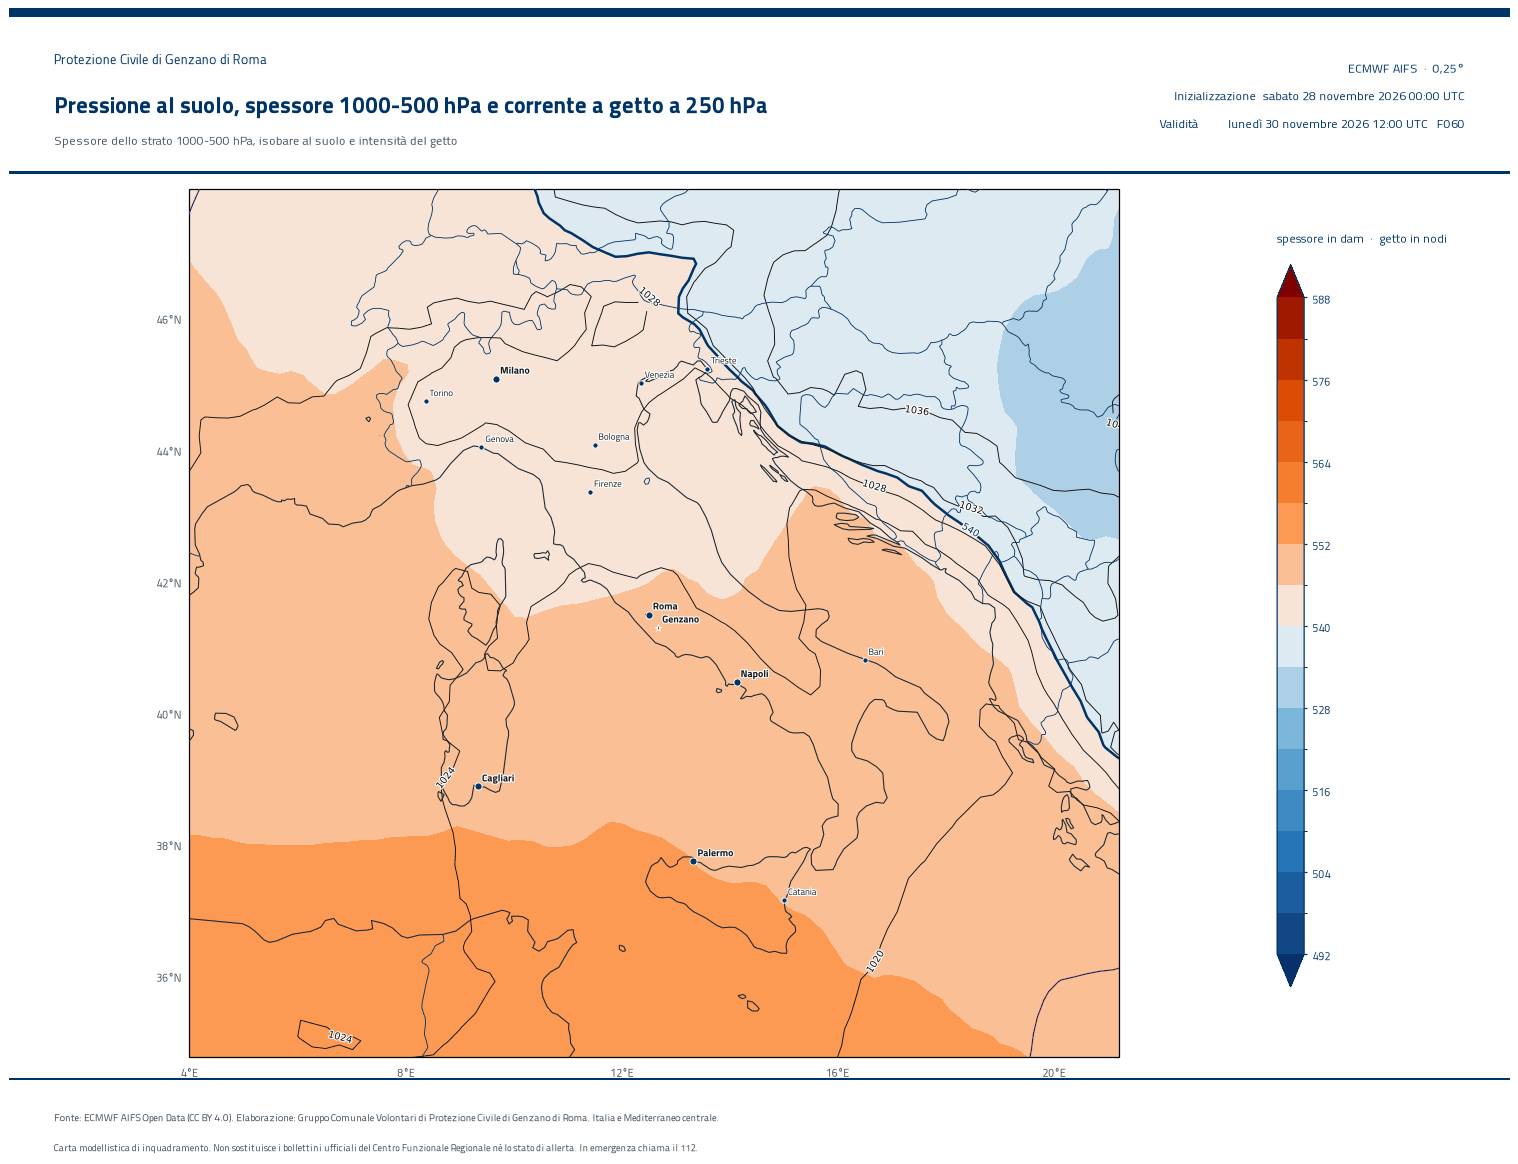 Protezione Civile di Genzano di Roma
Pressione al suolo, spessore 1000-500 hPa e corrente a getto a 250 hPa
Spessore dello strato 1000-500 hPa, isobare al suolo e intensità del getto
ECMWF AIFS · 0,25°
Inizializzazione sabato 28 novembre 2026 00:00 UTC
Validità lunedì 30 novembre 2026 12:00 UTC F060
spessore in dam · getto in nodi
588
576
564
552
540
528
516
504
492
46°N
44°N
42°N
40°N
38°N
36°N
4°E
8°E
12°E
16°E
20°E
1028
Trieste
Milano
Venezia
Torino
1036
10
Genova
Bologna
Firenze
1028
1032
540
Roma
Genzano
Bari
Napoli
1024
Cagliari
Palermo
Catania
1020
1024
Fonte: ECMWF AIFS Open Data (CC BY 4.0). Elaborazione: Gruppo Comunale Volontari di Protezione Civile di Genzano di Roma. Italia e Mediterraneo centrale.
Carta modellistica di inquadramento. Non sostituisce i bollettini ufficiali del Centro Funzionale Regionale né lo stato di allerta. In emergenza chiama il 112.